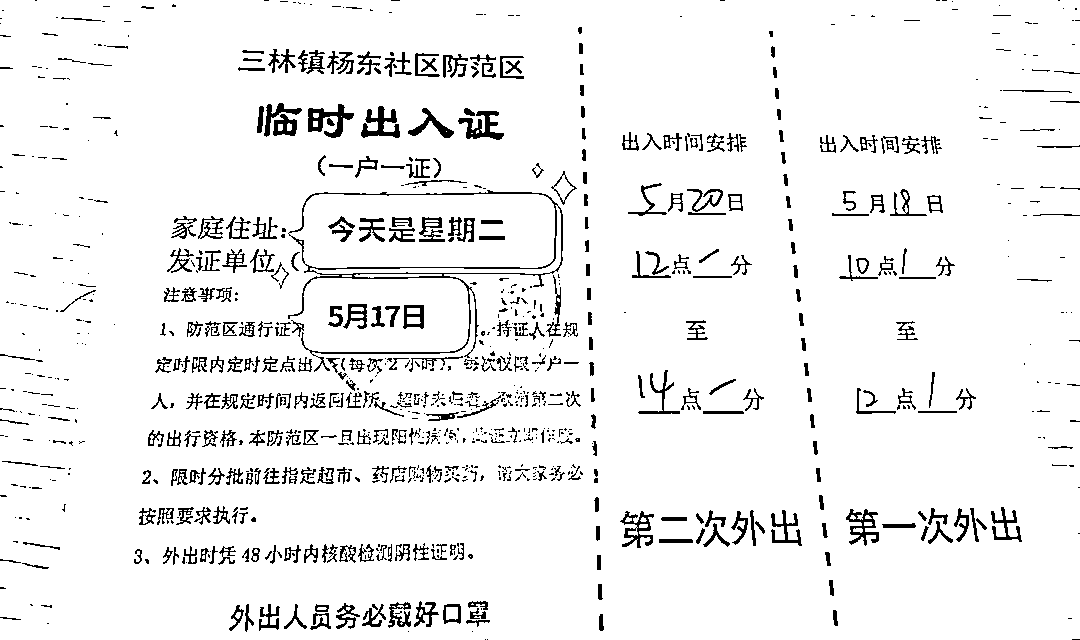 三林镇杨东社区防范区
临时出入证
（一户一证）
家庭住址：
今天是星期二
发证单位（
5月17日
注意事项：
1、防范区通行证 。持证人在规
定时限内定时定点出入（每次2小时），每次仅限一户一
人，并在规定时间内返回住所，超时未归者，取消第二次
的出行资格，本防范区一旦出现阳性病例，此证立即作废。
2、限时分批前往指定超市、药店购物买药，请大家务必
按照要求执行。
3、外出时凭48小时内核酸检测阴性证明。
外出人员务必戴好口罩
出入时间安排
5月20日
12点 分
至
14点 分
第二次外出
出入时间安排
5月18日
10点 分
至
12点 分
第一次外出